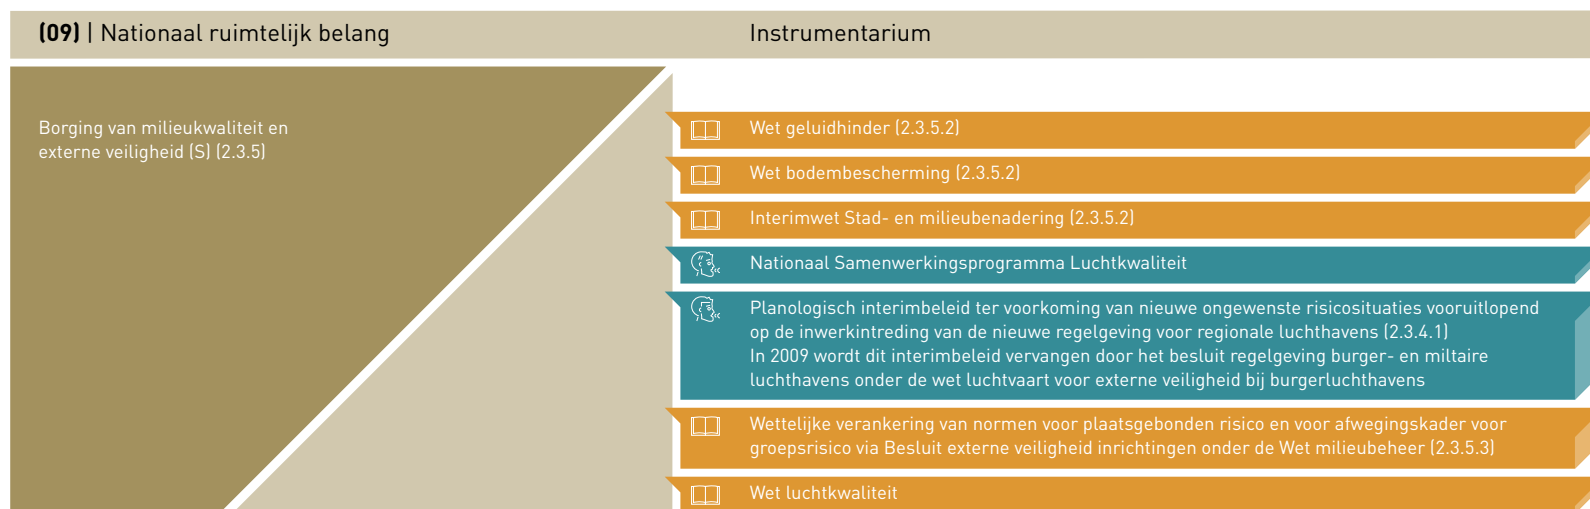 (09) | Nationaal ruimtelijk belang
Instrumentarium
Borging van milieukwaliteit en
externe veiligheid (S) (2.3.5)
Wet geluidhinder (2.3.5.2)
Wet bodembescherming (2.3.5.2)
Interimwet Stad- en milieubenadering (2.3.5.2)
Nationaal Samenwerkingsprogramma Luchtkwaliteit
Planologisch interimbeleid ter voorkoming van nieuwe ongewenste risicosituaties vooruitlopend
op de inwerkintreding van de nieuwe regelgeving voor regionale luchthavens (2.3.4.1)
In 2009 wordt dit interimbeleid vervangen door het besluit regelgeving burger- en miltaire
luchthavens onder de wet luchtvaart voor externe veiligheid bij burgerluchthavens
Wettelijke verankering van normen voor plaatsgebonden risico en voor afwegingskader voor
groepsrisico via Besluit externe veiligheid inrichtingen onder de Wet milieubeheer (2.3.5.3)
Wet luchtkwaliteit